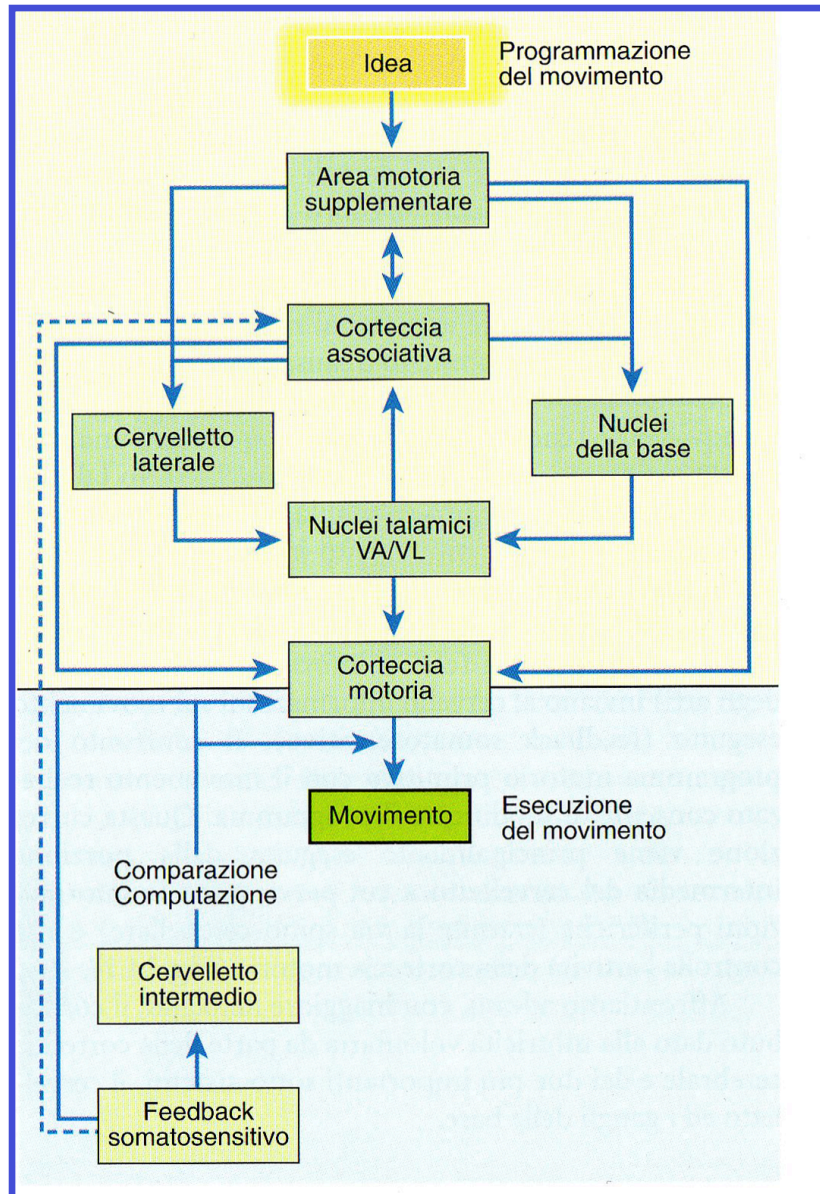 Idea
Programmazione
del movimento
Area motoria
supplementare
Corteccia
associativa
Cervelletto
laterale
Nuclei
della base
Nuclei talamici
VA/VL
Corteccia
motoria
Movimento
Esecuzione
del movimento
Comparazione
Computazione
Cervelletto
intermedio
Feedback
somatosensitivo